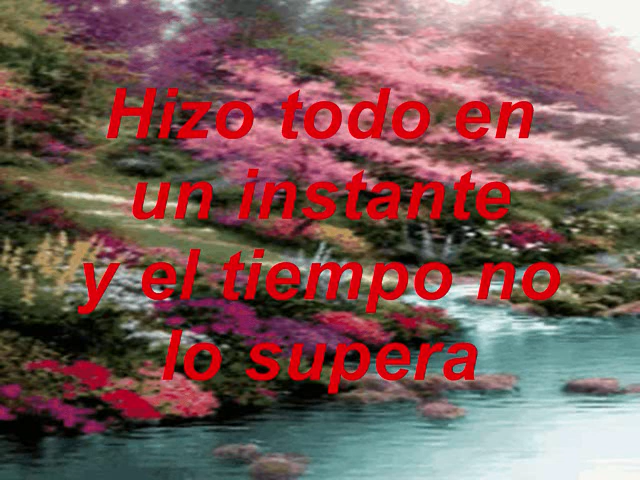 Hizo todo en
un instante
y el tiempo no
lo supera